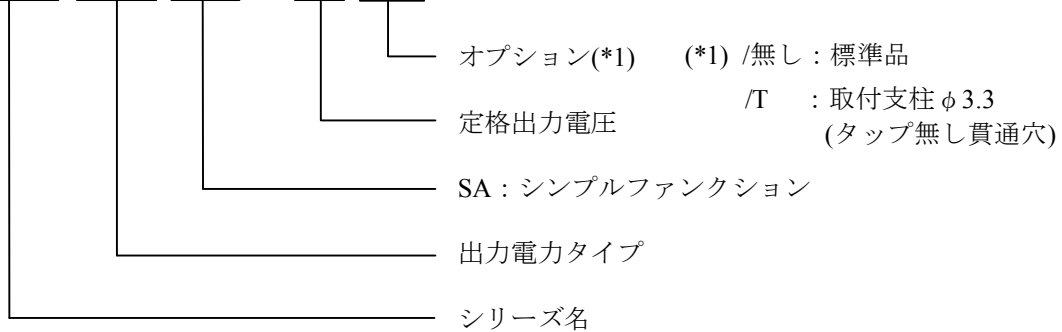 オプション(*1) (*1) /無し：標準品
/T ：取付支柱φ3.3
定格出力電圧 (タップ無し貫通穴)
SA：シンプルファンクション
出力電力タイプ
シリーズ名